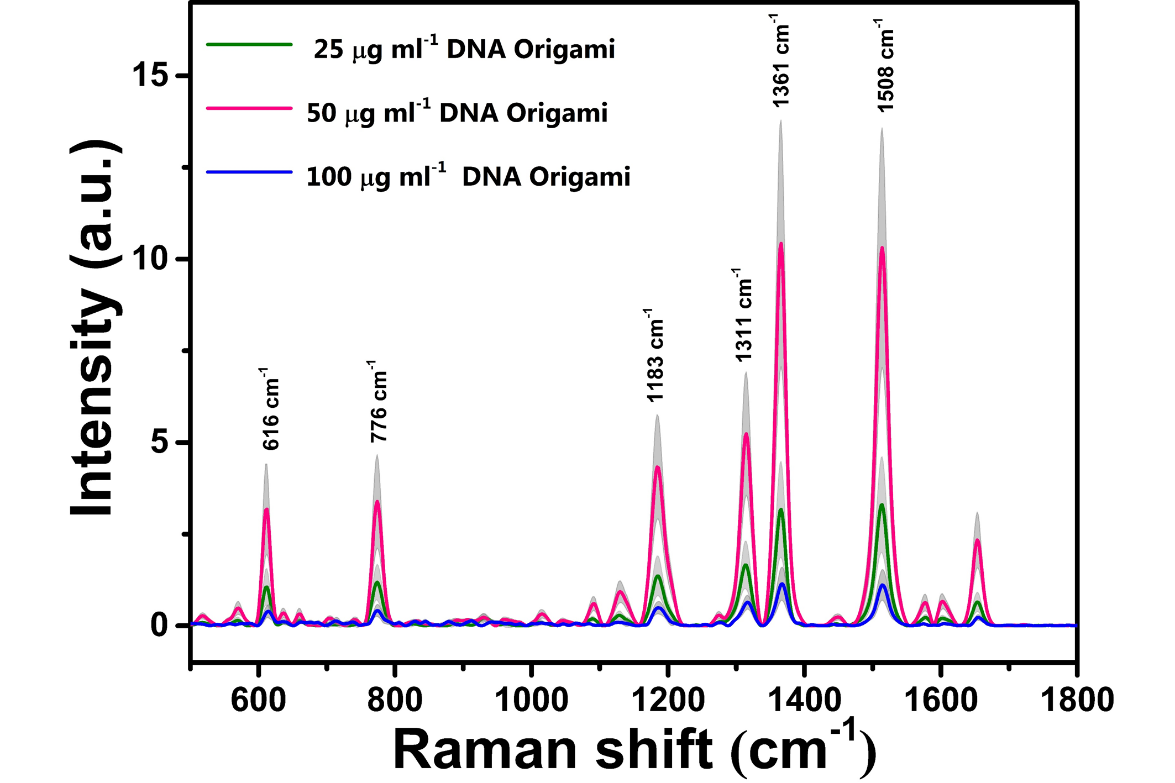 25 μg ml⁻¹ DNA Origami
50 μg ml⁻¹ DNA Origami
100 μg ml⁻¹ DNA Origami
616 cm⁻¹
776 cm⁻¹
1183 cm⁻¹
1311 cm⁻¹
1361 cm⁻¹
1508 cm⁻¹
Intensity (a.u.)
15
10
5
0
600 800 1000 1200 1400 1600 1800
Raman shift (cm⁻¹)